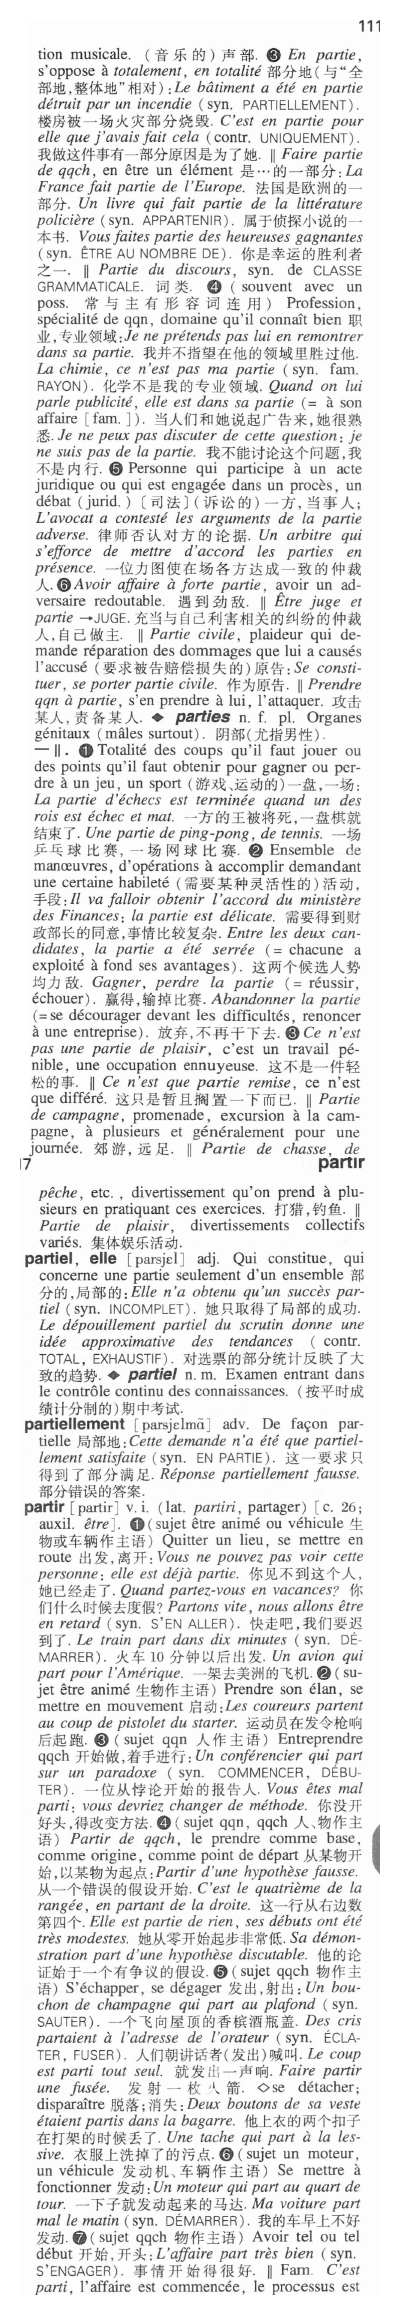 111
tion musicale. （音乐的）声部. ❸ En partie,
s'oppose à totalement, en totalité 部分地（与“全
部地，整体地”相对）: Le bâtiment a été en partie
détruit par un incendie (syn. PARTIELLEMENT).
楼房被一场火灾部分烧毁. C'est en partie pour
elle que j'avais fait cela (contr. UNIQUEMENT).
我做这件事有一部分原因是为了她. ‖ Faire partie
de qqch, en être un élément 是…的一部分: La
France fait partie de l'Europe. 法国是欧洲的一
部分. Un livre qui fait partie de la littérature
policière (syn. APPARTENIR). 属于侦探小说的一
本书. Vous faites partie des heureuses gagnantes
(syn. ÊTRE AU NOMBRE DE). 你是幸运的胜利者
之一. ‖ Partie du discours, syn. de CLASSE
GRAMMATICALE. 词类. ❹ ( souvent avec un
poss. 常与主有形容词连用) Profession,
spécialité de qqn, domaine qu'il connaît bien 职
业,专业领域: Je ne prétends pas lui en remontrer
dans sa partie. 我并不指望在他的领域里胜过他.
La chimie, ce n'est pas ma partie (syn. fam.
RAYON). 化学不是我的专业领域. Quand on lui
parle publicité, elle est dans sa partie (= à son
affaire [fam.]). 当人们和她说起广告来,她很熟
悉. Je ne peux pas discuter de cette question: je
ne suis pas de la partie. 我不能讨论这个问题,我
不是内行. ❺ Personne qui participe à un acte
juridique ou qui est engagée dans un procès, un
débat (jurid.) [司法]（诉讼的）一方,当事人;
L'avocat a contesté les arguments de la partie
adverse. 律师否认对方的论据. Un arbitre qui
s'efforce de mettre d'accord les parties en
présence. 一位力图使在场各方达成一致的仲裁
人. ❻ Avoir affaire à forte partie, avoir un ad-
versaire redoutable. 遇到劲敌. ‖ Être juge et
partie →JUGE. 充当与自己利害相关的纠纷的仲裁
人,自己做主. ‖ Partie civile, plaideur qui de-
mande réparation des dommages que lui a causés
l'accusé（要求被告赔偿损失的）原告: Se consti-
tuer, se porter partie civile. 作为原告. ‖ Prendre
qqn à partie, s'en prendre à lui, l'attaquer. 攻击
某人,责备某人. ◆ parties n. f. pl. Organes
génitaux (mâles surtout). 阴部(尤指男性).
— Ⅱ. ❶ Totalité des coups qu'il faut jouer ou
des points qu'il faut obtenir pour gagner ou per-
dre à un jeu, un sport (游戏、运动的)一盘,一场:
La partie d'échecs est terminée quand un des
rois est échec et mat. 一方的王被将死,一盘棋就
结束了. Une partie de ping-pong, de tennis. 一场
乒乓球比赛, 一场网球比赛. ❷ Ensemble de
manœuvres, d'opérations à accomplir demandant
une certaine habileté (需要某种灵活性的)活动,
手段: Il va falloir obtenir l'accord du ministère
des Finances: la partie est délicate. 需要得到财
政部长的同意,事情比较复杂. Entre les deux can-
didates, la partie a été serrée (= chacune a
exploité à fond ses avantages). 这两个候选人势
均力敌. Gagner, perdre la partie (= réussir,
échouer). 赢得,输掉比赛. Abandonner la partie
(= se décourager devant les difficultés, renoncer
à une entreprise). 放弃,不再干下去. ❸ Ce n'est
pas une partie de plaisir, c'est un travail pé-
nible, une occupation ennuyeuse. 这不是一件轻
松的事. ‖ Ce n'est que partie remise, ce n'est
que différé. 这只是暂且搁置一下而已. ‖ Partie
de campagne, promenade, excursion à la cam-
pagne, à plusieurs et généralement pour une
journée. 郊游, 远足. ‖ Partie de chasse, de
17 partir
pêche, etc., divertissement qu'on prend à plu-
sieurs en pratiquant ces exercices. 打猎,钓鱼. ‖
Partie de plaisir, divertissements collectifs
variés. 集体娱乐活动.
partiel, elle [parsjɛl] adj. Qui constitue, qui
concerne une partie seulement d'un ensemble 部
分的,局部的: Elle n'a obtenu qu'un succès par-
tiel (syn. INCOMPLET). 她只取得了局部的成功.
Le dépouillement partiel du scrutin donne une
idée approximative des tendances ( contr.
TOTAL, EXHAUSTIF). 对选票的部分统计反映了大
致的趋势. ◆ partiel n. m. Examen entrant dans
le contrôle continu des connaissances. (按平时成
绩计分制的)期中考试.
partiellement [parsjɛlmɑ̃] adv. De façon par-
tielle 局部地: Cette demande n'a été que partiel-
lement satisfaite (syn. EN PARTIE). 这一要求只
得到了部分满足. Réponse partiellement fausse.
部分错误的答案.
partir [partir] v. i. (lat. partiri, partager) [c. 26;
auxil. être]. ❶ (sujet être animé ou véhicule 生
物或车辆作主语) Quitter un lieu, se mettre en
route 出发,离开: Vous ne pouvez pas voir cette
personne: elle est déjà partie. 你见不到这个人,
她已经走了. Quand partez-vous en vacances? 你
们什么时候去度假? Partons vite, nous allons être
en retard (syn. S'EN ALLER). 快走吧,我们要迟
到了. Le train part dans dix minutes (syn. DÉ-
MARRER). 火车 10 分钟以后出发. Un avion qui
part pour l'Amérique. 一架去美洲的飞机. ❷ (su-
jet être animé 生物作主语) Prendre son élan, se
mettre en mouvement 启动: Les coureurs partent
au coup de pistolet du starter. 运动员在发令枪响
后起跑. ❸ (sujet qqn 人作主语) Entreprendre
qqch 开始做,着手进行: Un conférencier qui part
sur un paradoxe ( syn. COMMENCER, DÉBU-
TER). 一位从悖论开始的报告人. Vous êtes mal
parti: vous devriez changer de méthode. 你没开
好头,得改变方法. ❹ (sujet qqn, qqch 人、物作主
语) Partir de qqch, le prendre comme base,
comme origine, comme point de départ 从某物开
始,以某物为起点: Partir d'une hypothèse fausse.
从一个错误的假设开始. C'est le quatrième de la
rangée, en partant de la droite. 这一行从右边数
第四个. Elle est partie de rien, ses débuts ont été
très modestes. 她从零开始起步非常低. Sa démon-
stration part d'une hypothèse discutable. 他的论
证始于一个有争议的假设. ❺ (sujet qqch 物作主
语) S'échapper, se dégager 发出,射出: Un bou-
chon de champagne qui part au plafond (syn.
SAUTER). 一个飞向屋顶的香槟酒瓶盖. Des cris
partaient à l'adresse de l'orateur (syn. ÉCLA-
TER, FUSER). 人们朝讲话者(发出)喊叫. Le coup
est parti tout seul. 就发出一声响. Faire partir
une fusée. 发射一枚火箭. ◇se détacher;
disparaître 脱落;消失: Deux boutons de sa veste
étaient partis dans la bagarre. 他上衣的两个扣子
在打架的时候丢了. Une tache qui part à la les-
sive. 衣服上洗掉了的污点. ❻ (sujet un moteur,
un véhicule 发动机、车辆作主语) Se mettre à
fonctionner 发动: Un moteur qui part au quart de
tour. 一下子就发动起来的马达. Ma voiture part
mal le matin (syn. DÉMARRER). 我的车早上不好
发动. ❼ (sujet qqch 物作主语) Avoir tel ou tel
début 开始,开头: L'affaire part très bien (syn.
S'ENGAGER). 事情开始得很好. ‖ Fam. C'est
parti, l'affaire est commencée, le processus est